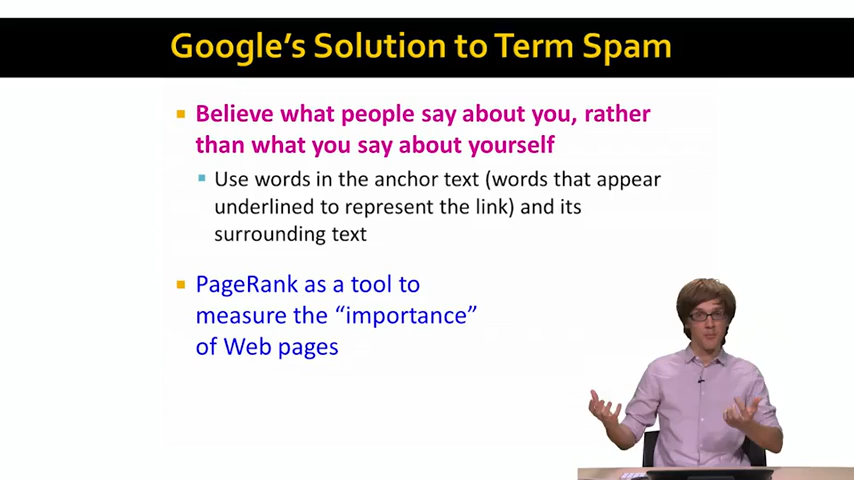 Google's Solution to Term Spam
Believe what people say about you, rather
than what you say about yourself
Use words in the anchor text (words that appear
underlined to represent the link) and its
surrounding text
PageRank as a tool to
measure the “importance”
of Web pages